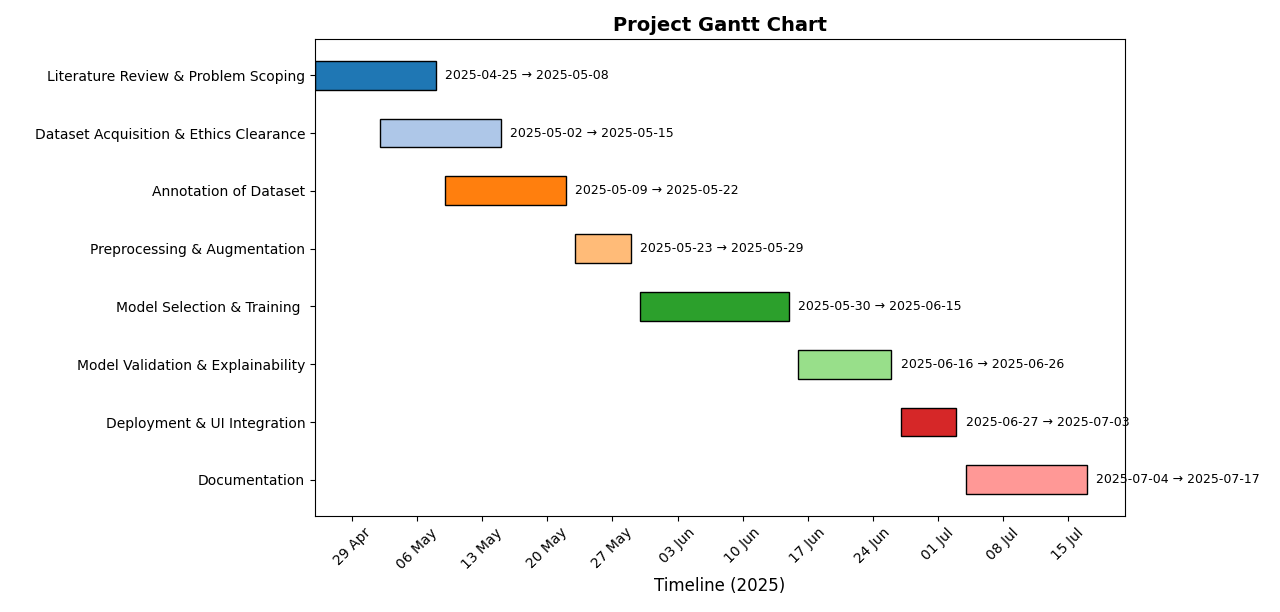 Project Gantt Chart
Literature Review & Problem Scoping 2025-04-25 → 2025-05-08
Dataset Acquisition & Ethics Clearance 2025-05-02 → 2025-05-15
Annotation of Dataset 2025-05-09 → 2025-05-22
Preprocessing & Augmentation 2025-05-23 → 2025-05-29
Model Selection & Training 2025-05-30 → 2025-06-15
Model Validation & Explainability 2025-06-16 → 2025-06-26
Deployment & UI Integration 2025-06-27 → 2025-07-03
Documentation 2025-07-04 → 2025-07-17
29 Apr 06 May 13 May 20 May 27 May 03 Jun 10 Jun 17 Jun 24 Jun 01 Jul 08 Jul 15 Jul
Timeline (2025)